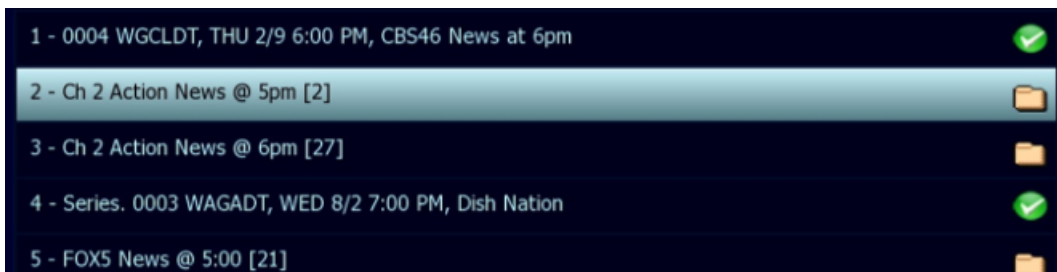 1 - 0004 WGCLDT, THU 2/9 6:00 PM, CBS46 News at 6pm
2 - Ch 2 Action News @ 5pm [2]
3 - Ch 2 Action News @ 6pm [27]
4 - Series. 0003 WAGADT, WED 8/2 7:00 PM, Dish Nation
5 - FOX5 News @ 5:00 [21]